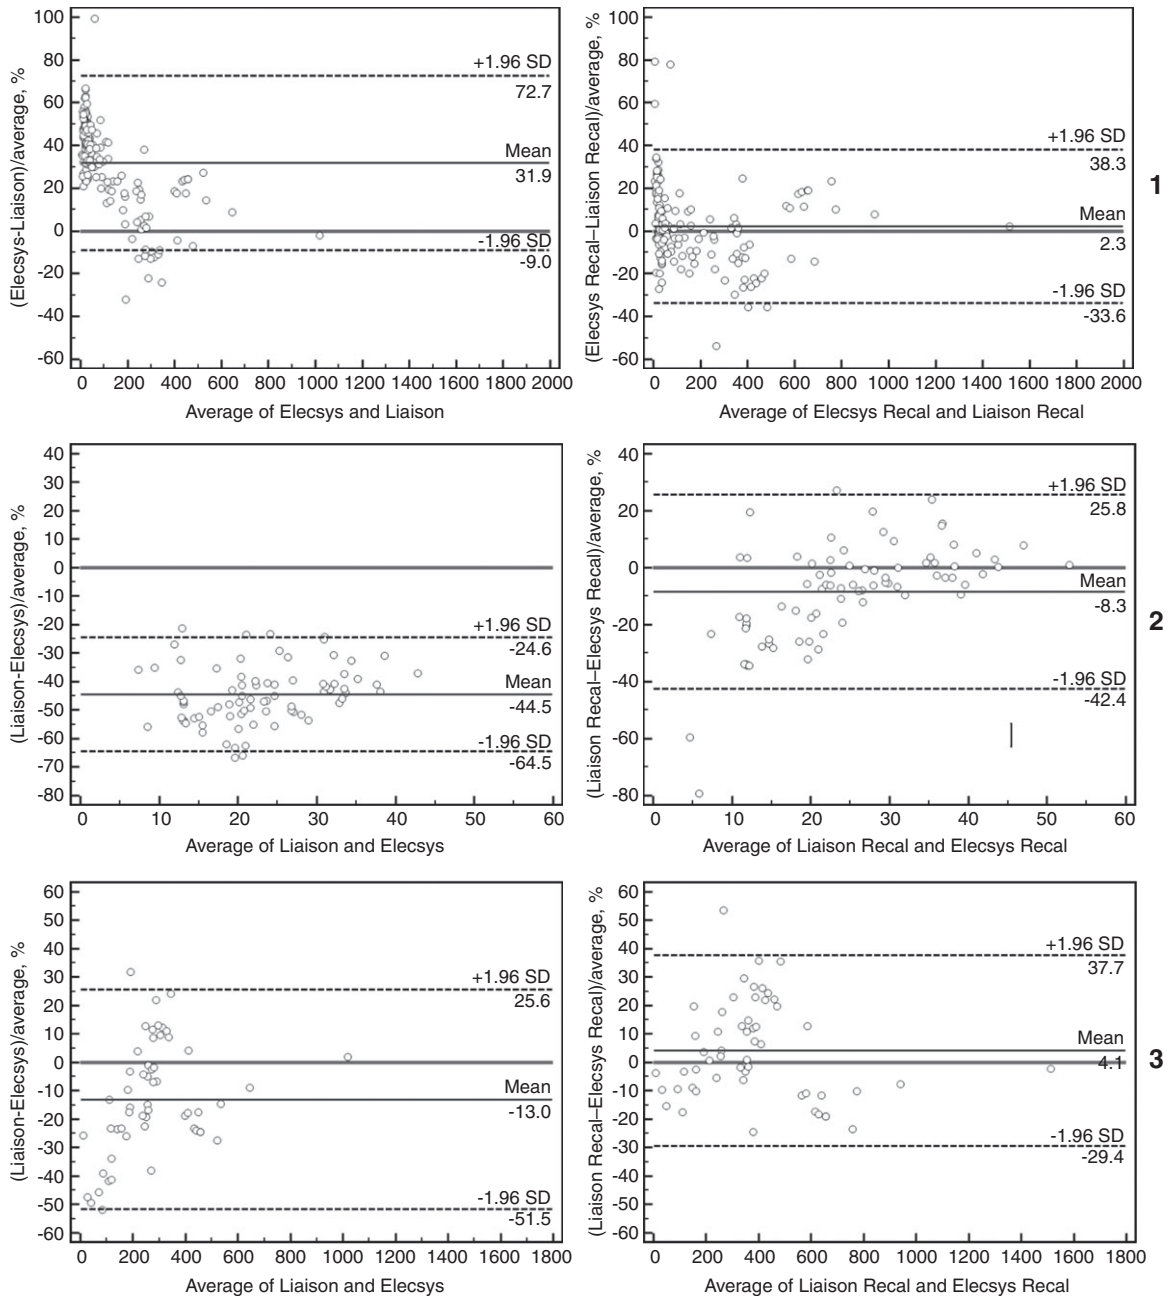 (Elecsys-Liaison)/average, %
100
80
60
40
20
0
-20
-40
-60
+1.96 SD
72.7
Mean
31.9
-1.96 SD
-9.0
0 200 400 600 800 1000 1200 1400 1600 1800 2000
Average of Elecsys and Liaison
(Elecsys Recal–Liaison Recal)/average, %
100
80
60
40
20
0
-20
-40
-60
+1.96 SD
38.3
Mean
2.3
-1.96 SD
-33.6
0 200 400 600 800 1000 1200 1400 1600 1800 2000
Average of Elecsys Recal and Liaison Recal
1
(Liaison-Elecsys)/average, %
40
30
20
10
0
-10
-20
-30
-40
-50
-60
-70
-80
+1.96 SD
-24.6
Mean
-44.5
-1.96 SD
-64.5
0 10 20 30 40 50 60
Average of Liaison and Elecsys
(Liaison Recal–Elecsys Recal)/average, %
40
20
0
-20
-40
-60
-80
+1.96 SD
25.8
Mean
-8.3
-1.96 SD
-42.4
0 10 20 30 40 50 60
Average of Liaison Recal and Elecsys Recal
2
(Liaison-Elecsys)/average, %
60
50
40
30
20
10
0
-10
-20
-30
-40
-50
-60
+1.96 SD
25.6
Mean
-13.0
-1.96 SD
-51.5
0 200 400 600 800 1000 1200 1400 1600 1800
Average of Liaison and Elecsys
(Liaison Recal–Elecsys Recal)/average, %
60
50
40
30
20
10
0
-10
-20
-30
-40
-50
-60
+1.96 SD
37.7
Mean
4.1
-1.96 SD
-29.4
0 200 400 600 800 1000 1200 1400 1600 1800
Average of Liaison Recal and Elecsys Recal
3